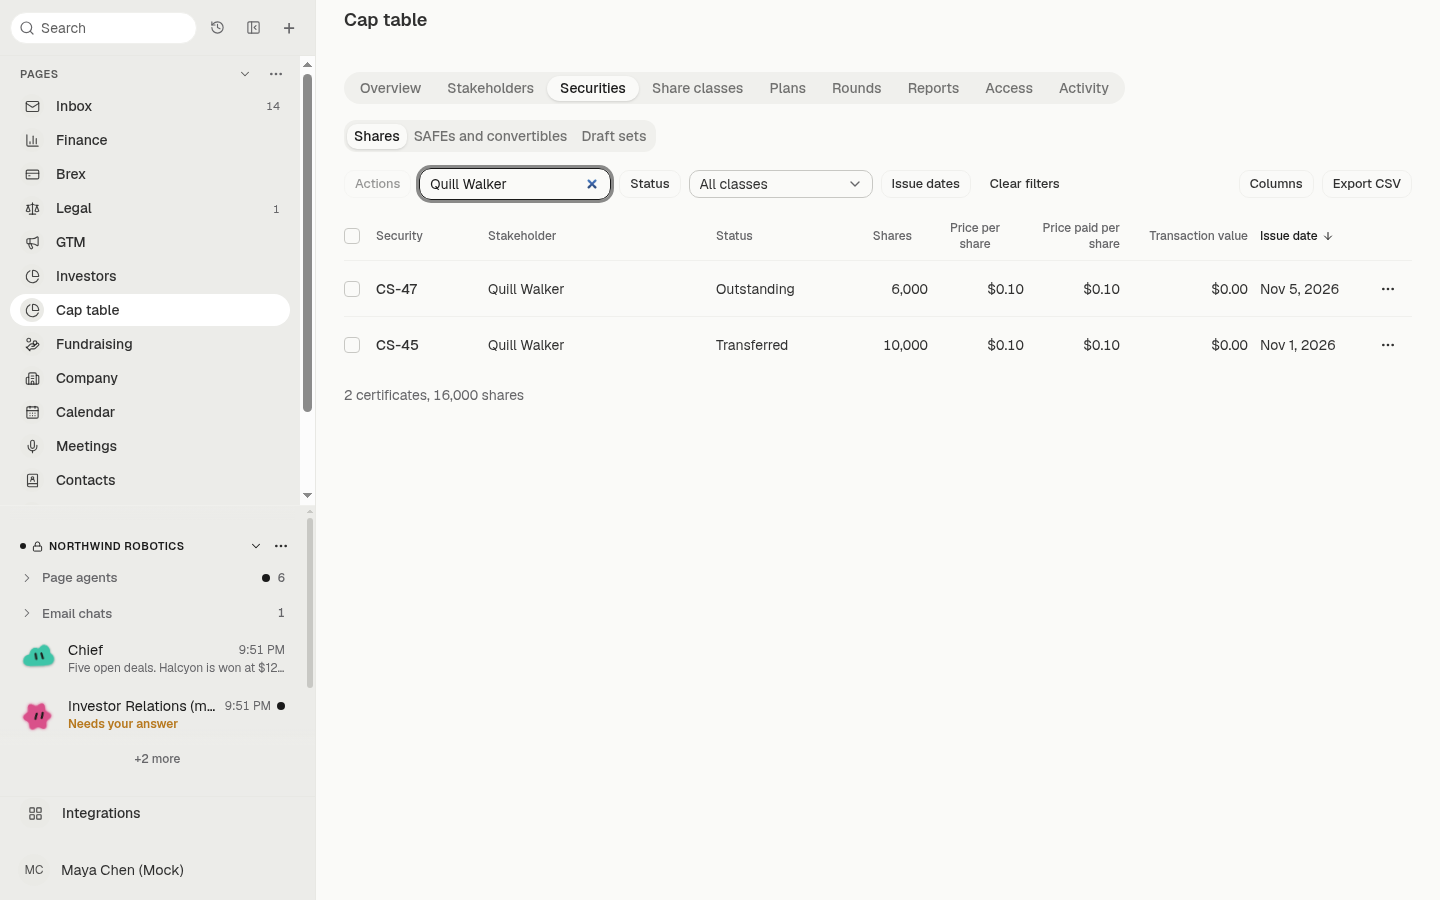 Search
PAGES
Inbox 14
Finance
Brex
Legal 1
GTM
Investors
Cap table
Fundraising
Company
Calendar
Meetings
Contacts
NORTHWIND ROBOTICS
Page agents 6
Email chats 1
Chief 9:51 PM
Five open deals. Halcyon is won at $12...
Investor Relations (m... 9:51 PM
Needs your answer
+2 more
Integrations
MC Maya Chen (Mock)
Cap table
Overview Stakeholders Securities Share classes Plans Rounds Reports Access Activity
Shares SAFEs and convertibles Draft sets
Actions Quill Walker Status All classes Issue dates Clear filters Columns Export CSV
Security Stakeholder Status Shares Price per share Price paid per share Transaction value Issue date
CS-47 Quill Walker Outstanding 6,000 $0.10 $0.10 $0.00 Nov 5, 2026
CS-45 Quill Walker Transferred 10,000 $0.10 $0.10 $0.00 Nov 1, 2026
2 certificates, 16,000 shares